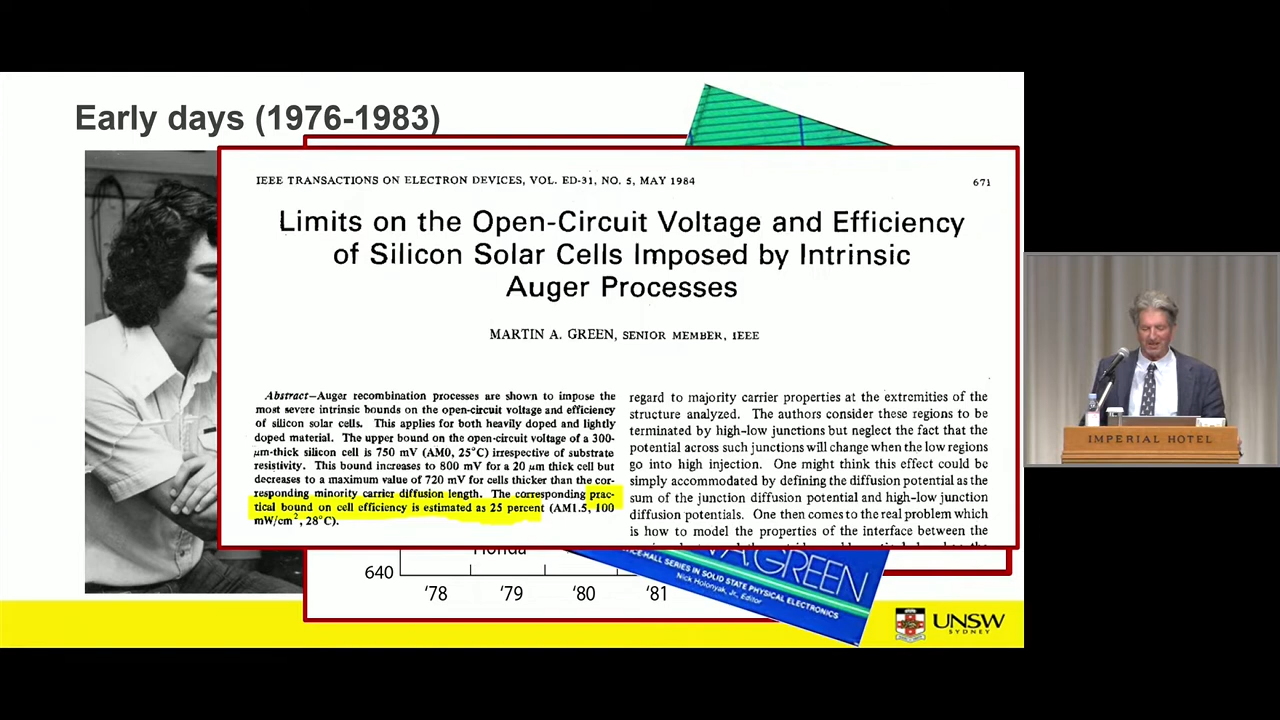 Early days (1976-1983)
IEEE TRANSACTIONS ON ELECTRON DEVICES, VOL. ED-31, NO. 5, MAY 1984
671
Limits on the Open-Circuit Voltage and Efficiency
of Silicon Solar Cells Imposed by Intrinsic
Auger Processes
MARTIN A. GREEN, SENIOR MEMBER, IEEE
Abstract—Auger recombination processes are shown to impose the
most severe intrinsic bounds on the open-circuit voltage and efficiency
of silicon solar cells. This applies for both heavily doped and lightly
doped material. The upper bound on the open-circuit voltage of a 300-
μm-thick silicon cell is 750 mV (AM0, 25°C) irrespective of substrate
resistivity. This bound increases to 800 mV for a 20 μm thick cell but
decreases to a maximum value of 720 mV for cells thicker than the cor-
responding minority carrier diffusion length. The corresponding prac-
tical bound on cell efficiency is estimated as 25 percent (AM1.5, 100
mW/cm², 28°C).
regard to majority carrier properties at the extremities of the
structure analyzed. The authors consider these regions to be
terminated by high-low junctions but neglect the fact that the
potential across such junctions will change when the low regions
go into high injection. One might think this effect could be
simply accommodated by defining the diffusion potential as the
sum of the junction diffusion potential and high-low junction
diffusion potentials. One then comes to the real problem which
is how to model the properties of the interface between the
Florida
640
'78 '79 '80 '81
A. GREEN
HALL SERIES IN SOLID STATE PHYSICAL ELECTRONICS
Nick Holonyak, Jr., Editor
UNSW
SYDNEY
IMPERIAL HOTEL